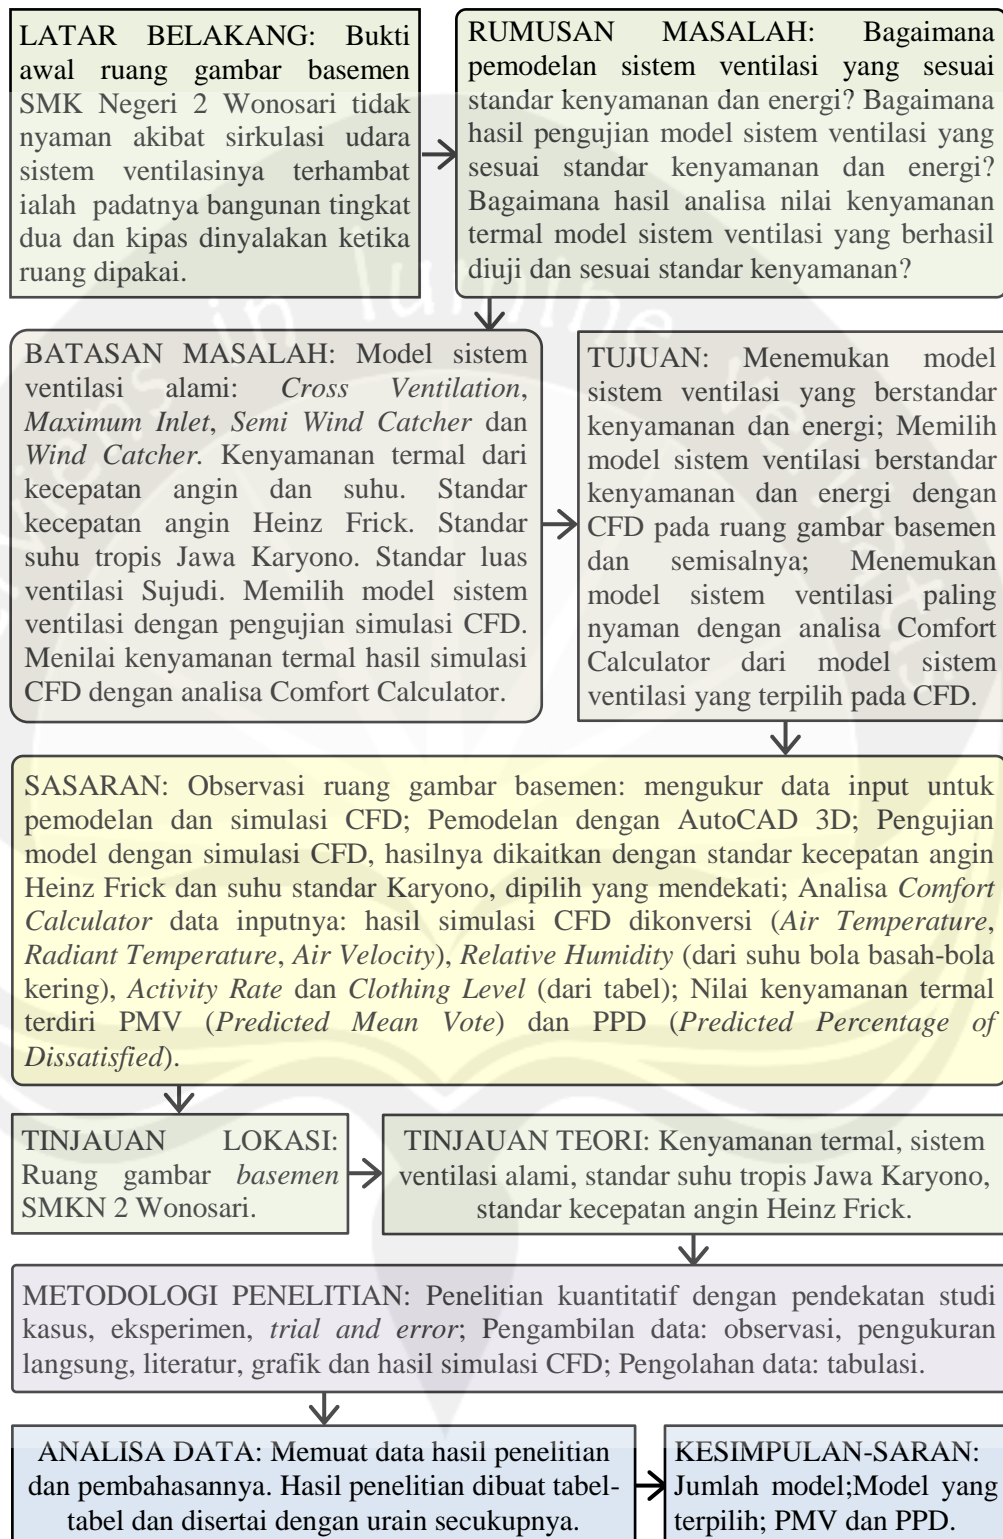 LATAR BELAKANG: Bukti
awal ruang gambar basemen
SMK Negeri 2 Wonosari tidak
nyaman akibat sirkulasi udara
sistem ventilasinya terhambat
ialah padatnya bangunan tingkat
dua dan kipas dinyalakan ketika
ruang dipakai.
RUMUSAN MASALAH: Bagaimana
pemodelan sistem ventilasi yang sesuai
standar kenyamanan dan energi? Bagaimana
hasil pengujian model sistem ventilasi yang
sesuai standar kenyamanan dan energi?
Bagaimana hasil analisa nilai kenyamanan
termal model sistem ventilasi yang berhasil
diuji dan sesuai standar kenyamanan?
BATASAN MASALAH: Model sistem
ventilasi alami: Cross Ventilation,
Maximum Inlet, Semi Wind Catcher dan
Wind Catcher. Kenyamanan termal dari
kecepatan angin dan suhu. Standar
kecepatan angin Heinz Frick. Standar
suhu tropis Jawa Karyono. Standar luas
ventilasi Sujudi. Memilih model sistem
ventilasi dengan pengujian simulasi CFD.
Menilai kenyamanan termal hasil simulasi
CFD dengan analisa Comfort Calculator.
TUJUAN: Menemukan model
sistem ventilasi yang berstandar
kenyamanan dan energi; Memilih
model sistem ventilasi berstandar
kenyamanan dan energi dengan
CFD pada ruang gambar basemen
dan semisalnya; Menemukan
model sistem ventilasi paling
nyaman dengan analisa Comfort
Calculator dari model sistem
ventilasi yang terpilih pada CFD.
SASARAN: Observasi ruang gambar basemen: mengukur data input untuk
pemodelan dan simulasi CFD; Pemodelan dengan AutoCAD 3D; Pengujian
model dengan simulasi CFD, hasilnya dikaitkan dengan standar kecepatan angin
Heinz Frick dan suhu standar Karyono, dipilih yang mendekati; Analisa Comfort
Calculator data inputnya: hasil simulasi CFD dikonversi (Air Temperature,
Radiant Temperature, Air Velocity), Relative Humidity (dari suhu bola basah-bola
kering), Activity Rate dan Clothing Level (dari tabel); Nilai kenyamanan termal
terdiri PMV (Predicted Mean Vote) dan PPD (Predicted Percentage of
Dissatisfied).
TINJAUAN LOKASI:
Ruang gambar basemen
SMKN 2 Wonosari.
TINJAUAN TEORI: Kenyamanan termal, sistem
ventilasi alami, standar suhu tropis Jawa Karyono,
standar kecepatan angin Heinz Frick.
METODOLOGI PENELITIAN: Penelitian kuantitatif dengan pendekatan studi
kasus, eksperimen, trial and error; Pengambilan data: observasi, pengukuran
langsung, literatur, grafik dan hasil simulasi CFD; Pengolahan data: tabulasi.
ANALISA DATA: Memuat data hasil penelitian
dan pembahasannya. Hasil penelitian dibuat tabel-
tabel dan disertai dengan urain secukupnya.
KESIMPULAN-SARAN:
Jumlah model;Model yang
terpilih; PMV dan PPD.